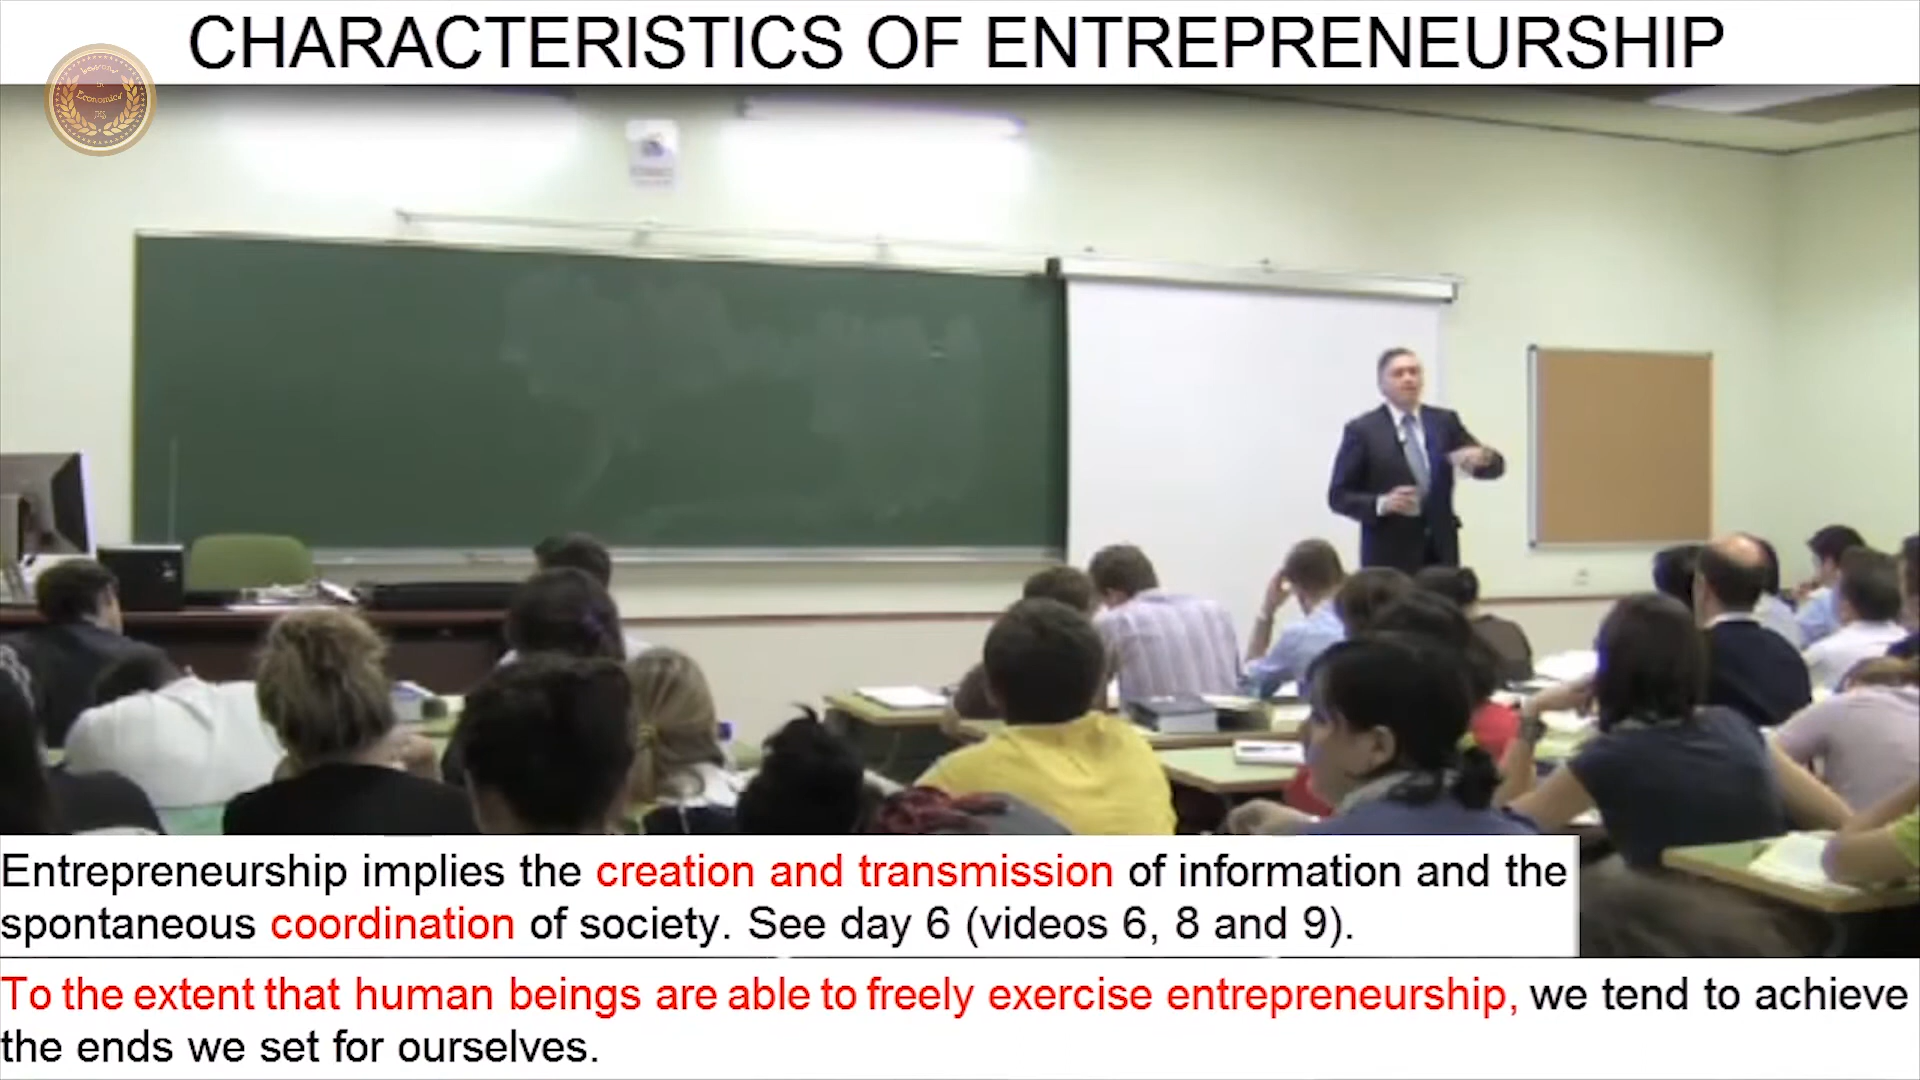 CHARACTERISTICS OF ENTREPRENEURSHIP
Economics
Entrepreneurship implies the creation and transmission of information and the
spontaneous coordination of society. See day 6 (videos 6, 8 and 9).
To the extent that human beings are able to freely exercise entrepreneurship, we tend to achieve
the ends we set for ourselves.